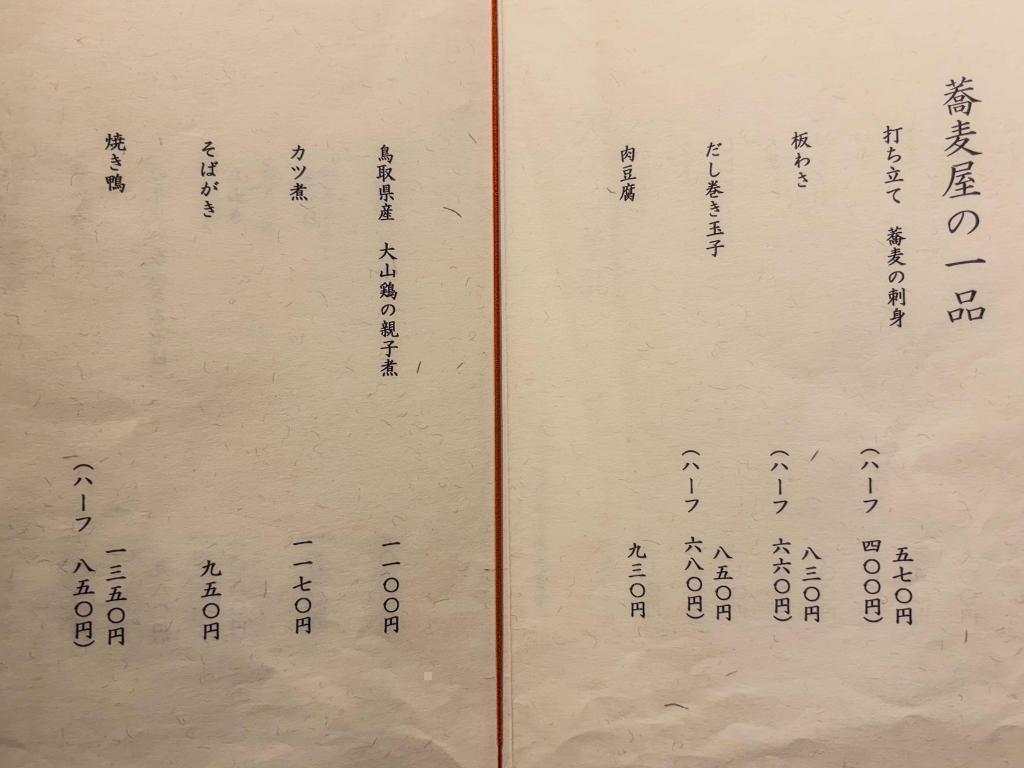 蕎麦屋の一品
打ち立て　蕎麦の刺身
五七〇円
（ハーフ　四〇〇円）
板わさ
八三〇円
（ハーフ　六六〇円）
だし巻き玉子
八五〇円
（ハーフ　六八〇円）
肉豆腐
九三〇円
鳥取県産　大山鶏の親子煮
一一〇〇円
カツ煮
一一七〇円
そばがき
九五〇円
焼き鴨
一三五〇円
（ハーフ　八五〇円）